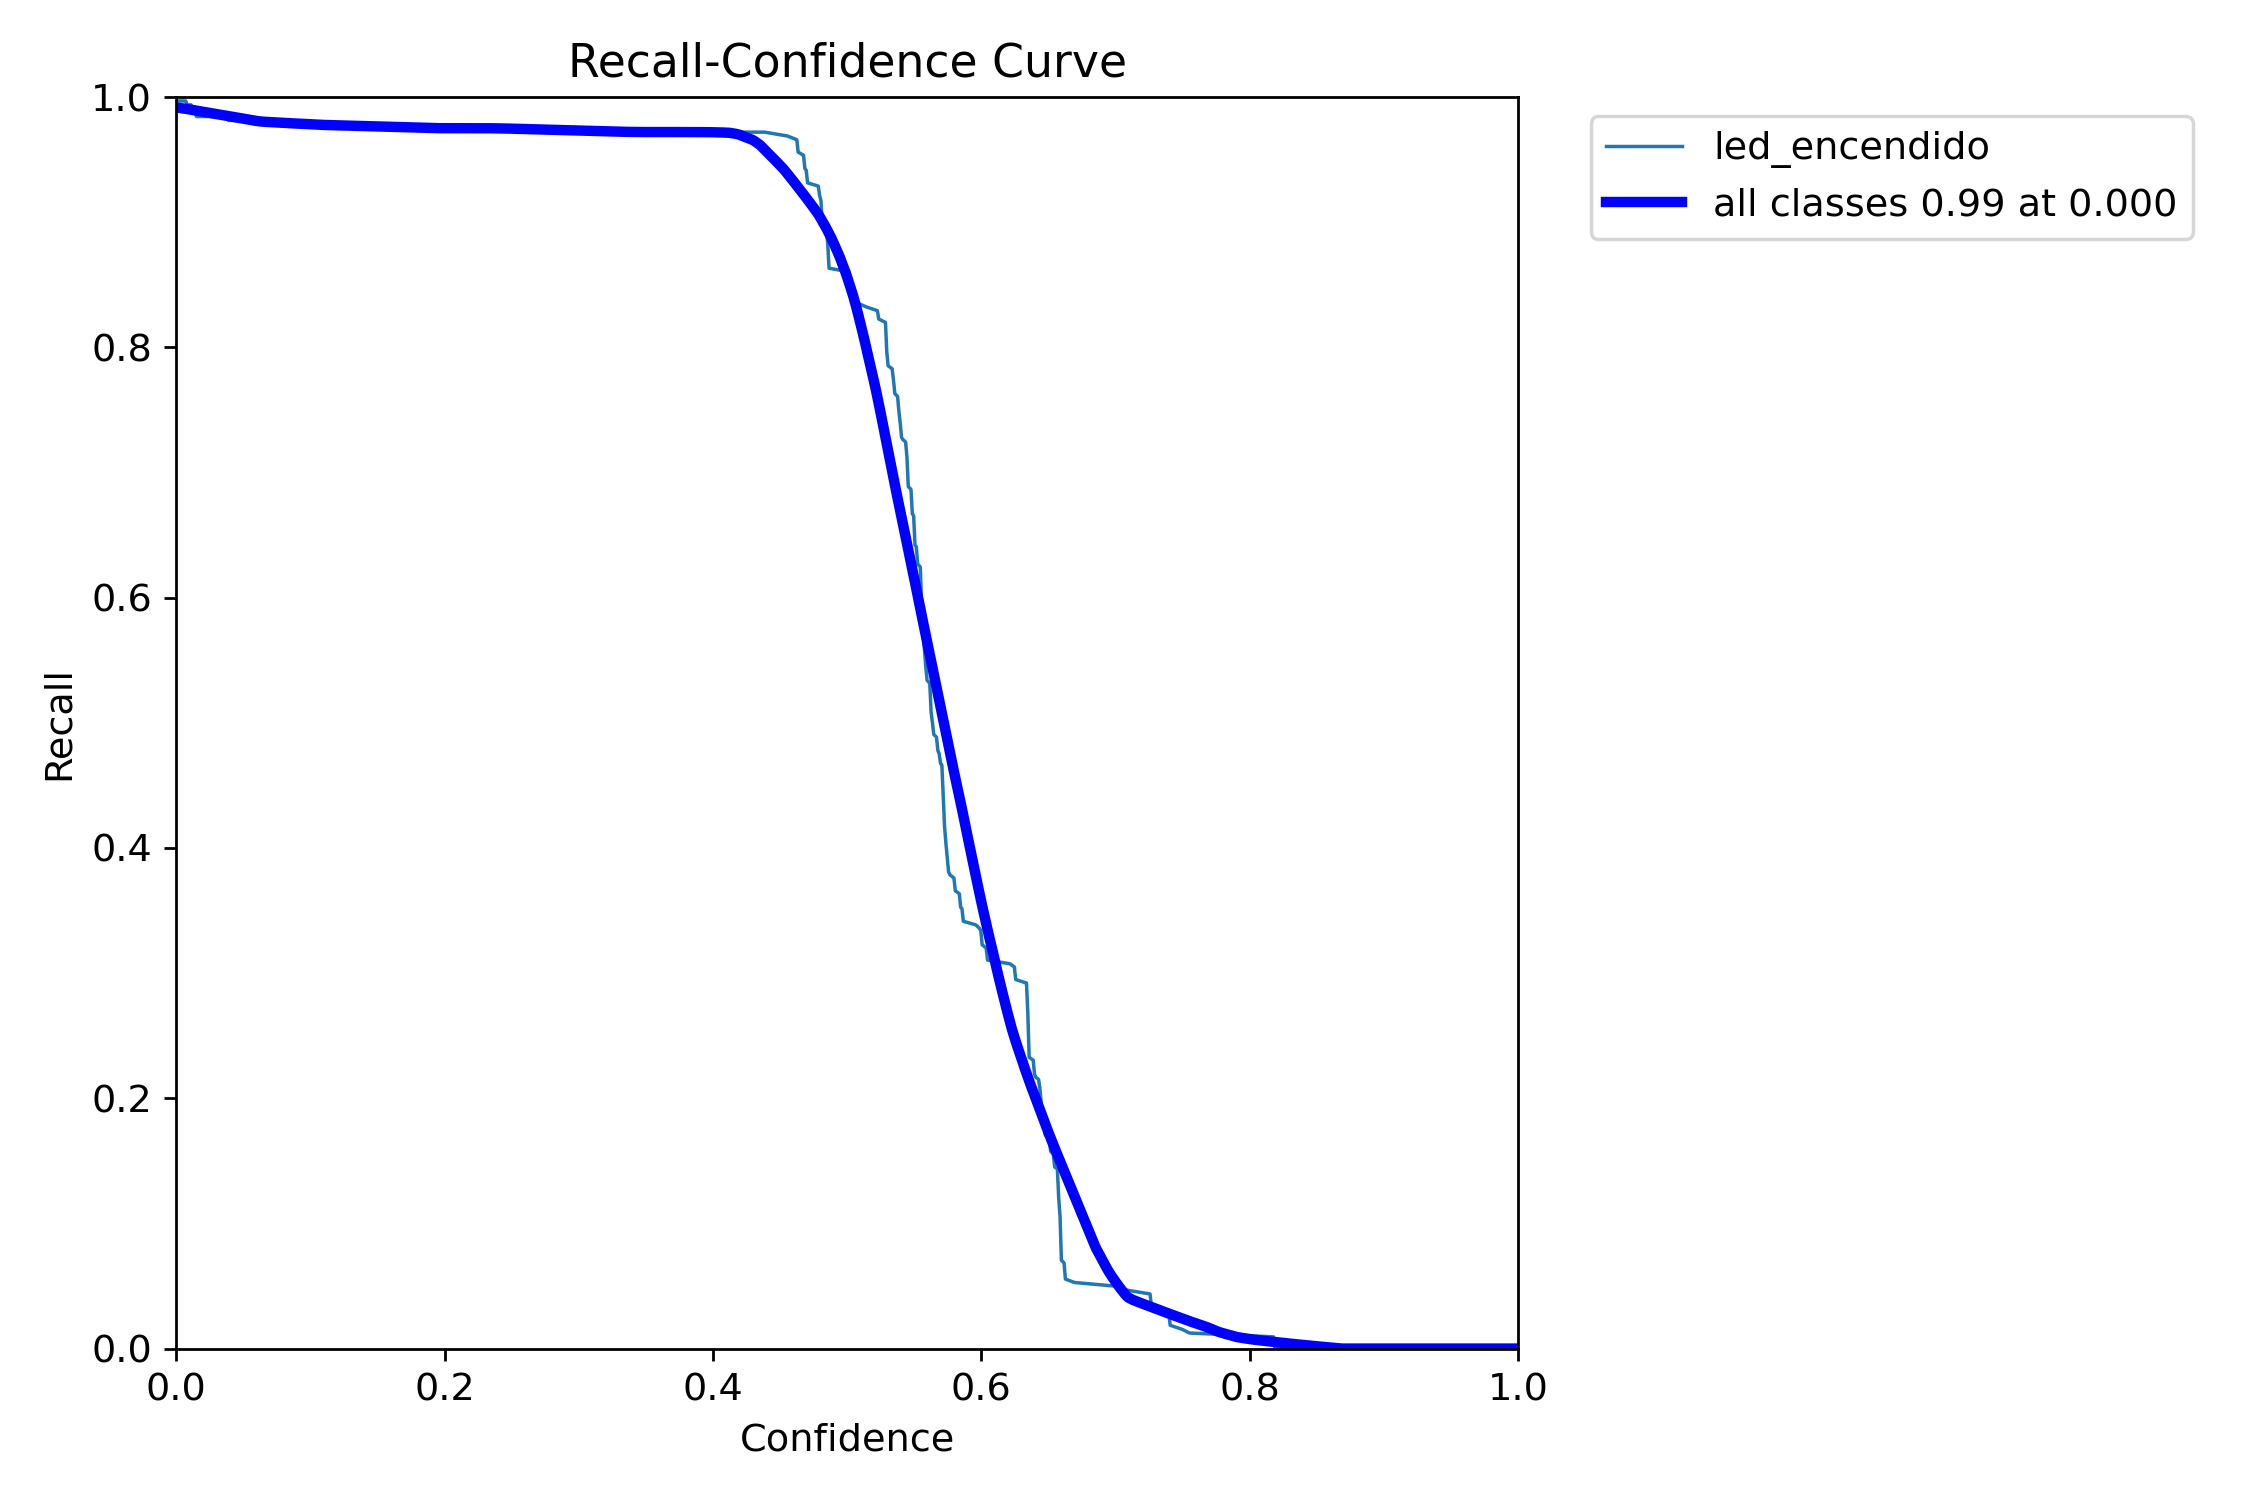 Recall-Confidence Curve
1.0
0.8
0.6
0.4
0.2
0.0
Recall
0.0 0.2 0.4 0.6 0.8 1.0
Confidence
led_encendido
all classes 0.99 at 0.000